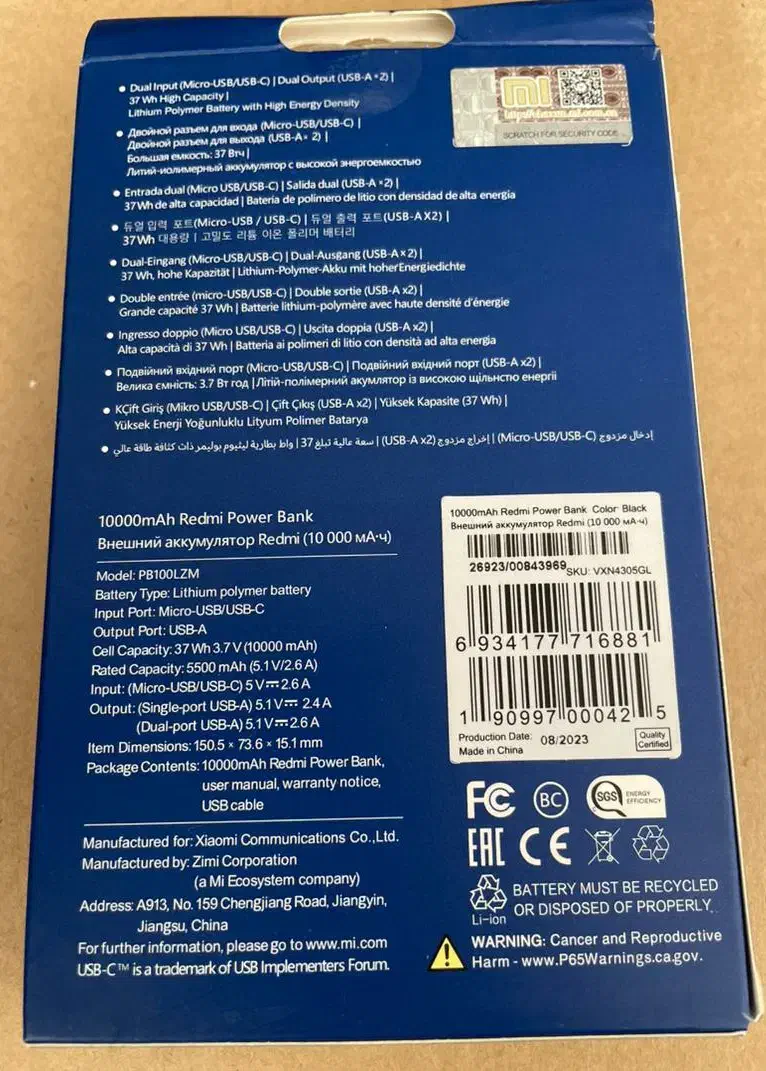 • Dual Input (Micro-USB/USB-C) | Dual Output (USB-A × 2) |
37 Wh High Capacity |
Lithium Polymer Battery with High Energy Density
• Двойной разъем для входа (Micro-USB/USB-C) |
Двойной разъем для выхода (USB-A× 2) |
Большая емкость: 37 Втч |
Литий-иолимерный аккумулятор с высокой энергоемкостью
• Entrada dual (Micro USB/USB-C) | Salida dual (USB-A ×2) |
37 Wh de alta capacidad | Bateria de polimero de litio con densidad de alta energia
• 듀얼 입력 포트(Micro-USB / USB-C) | 듀얼 출력 포트(USB-A X2) |
37 Wh 대용량 | 고밀도 리튬 이온 폴리머 배터리
• Dual-Eingang (Micro-USB/USB-C) | Dual-Ausgang (USB-A x 2) |
37 Wh, hohe Kapazität | Lithium-Polymer-Akku mit hoherEnergiedichte
• Double entrée (micro-USB/USB-C) | Double sortie (USB-A x2) |
Grande capacité 37 Wh | Batterie lithium-polymère avec haute densité d'énergie
• Ingresso doppio (Micro USB/USB-C) | Uscita doppia (USB-A x2) |
Alta capacità di 37 Wh | Batteria ai polimeri di litio con densità ad alta energia
• Подвійний вхідний порт (Micro-USB/USB-C) | Подвійний вхідний порт (USB-A x2) |
Велика ємність: 3.7 Вт год | Літій-полімерний акумулятор із високою щільністю енергії
• KÇift Giriş (Mikro USB/USB-C) | Çift Çıkış (USB-A x2) | Yüksek Kapasite (37 Wh) |
Yüksek Enerji Yoğunluklu Lityum Polimer Batarya
• إدخال مزدوج (Micro-USB/USB-C) | إخراج مزدوج (USB-A x2) | سعة عالية تبلغ 37 واط | بطارية ليثيوم بوليمر ذات كثافة طاقة عالي
mi
SCRATCH FOR SECURITY CODE
10000mAh Redmi Power Bank
Внешний аккумулятор Redmi (10 000 мА·ч)
Model: PB100LZM
Battery Type: Lithium polymer battery
Input Port: Micro-USB/USB-C
Output Port: USB-A
Cell Capacity: 37 Wh 3.7 V (10000 mAh)
Rated Capacity: 5500 mAh (5.1 V/2.6 A)
Input: (Micro-USB/USB-C) 5 V⎓2.6 A
Output: (Single-port USB-A) 5.1 V⎓ 2.4 A
(Dual-port USB-A) 5.1 V⎓2.6 A
Item Dimensions: 150.5 × 73.6 × 15.1 mm
Package Contents: 10000mAh Redmi Power Bank,
user manual, warranty notice,
USB cable
Manufactured for: Xiaomi Communications Co.,Ltd.
Manufactured by: Zimi Corporation
(a Mi Ecosystem company)
Address: A913, No. 159 Chengjiang Road, Jiangyin,
Jiangsu, China
For further information, please go to www.mi.com
USB-C™ is a trademark of USB Implementers Forum.
10000mAh Redmi Power Bank Color Black
Внешний аккумулятор Redmi (10 000 мА·ч)
26923/00843969 SKU: VXN4305GL
6 934177 716881
1 90997 00042 5
Production Date: 08/2023
Made in China
Quality
Certified
FC
BC
SGS ENERGY
EFFICIENCY
EAC CE
Li-ion
BATTERY MUST BE RECYCLED
OR DISPOSED OF PROPERLY.
WARNING: Cancer and Reproductive
Harm - www.P65Warnings.ca.gov.